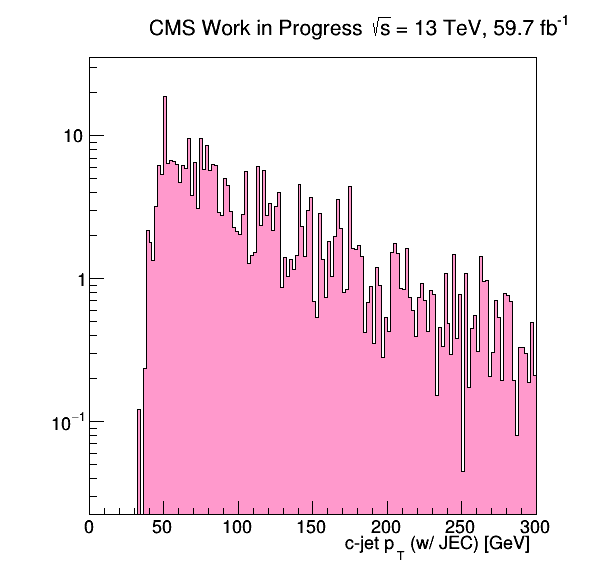 CMS Work in Progress √s = 13 TeV, 59.7 fb⁻¹
10
1
10⁻¹
0 50 100 150 200 250 300
c-jet p_T (w/ JEC) [GeV]